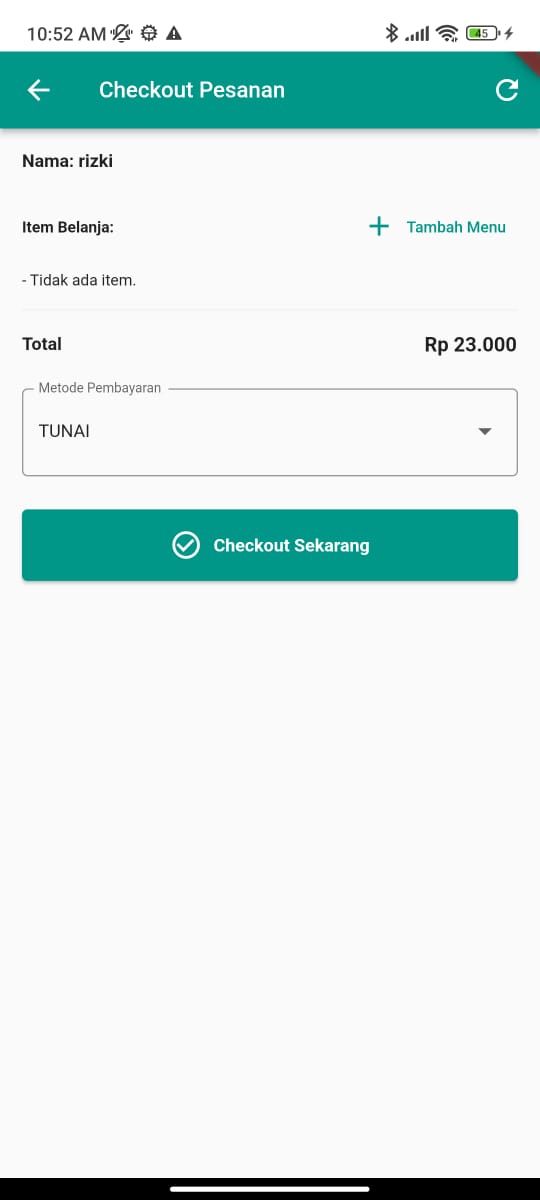 10:52 AM
45
Checkout Pesanan
Nama: rizki
Item Belanja:
Tambah Menu
- Tidak ada item.
Total
Rp 23.000
Metode Pembayaran
TUNAI
Checkout Sekarang